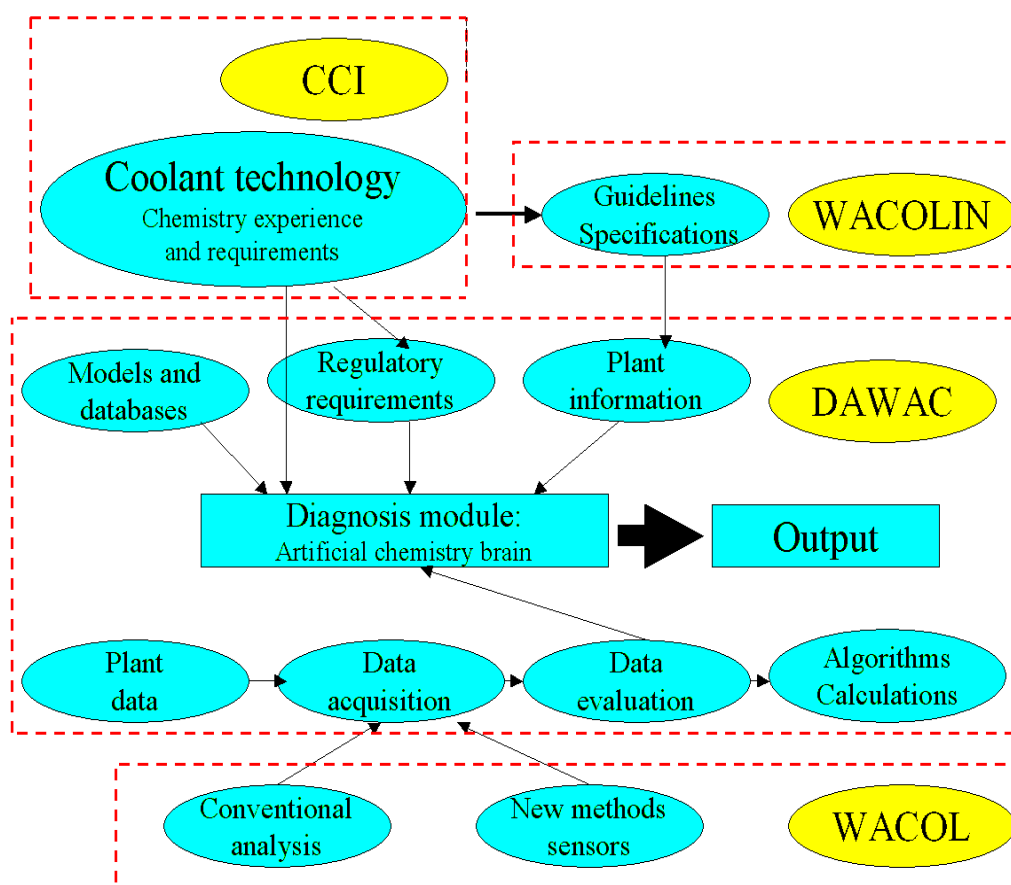 CCI
Coolant technology
Chemistry experience
and requirements
Guidelines
Specifications
WACOLIN
Models and
databases
Regulatory
requirements
Plant
information
DAWAC
Diagnosis module:
Artificial chemistry brain
Output
Plant
data
Data
acquisition
Data
evaluation
Algorithms
Calculations
Conventional
analysis
New methods
sensors
WACOL